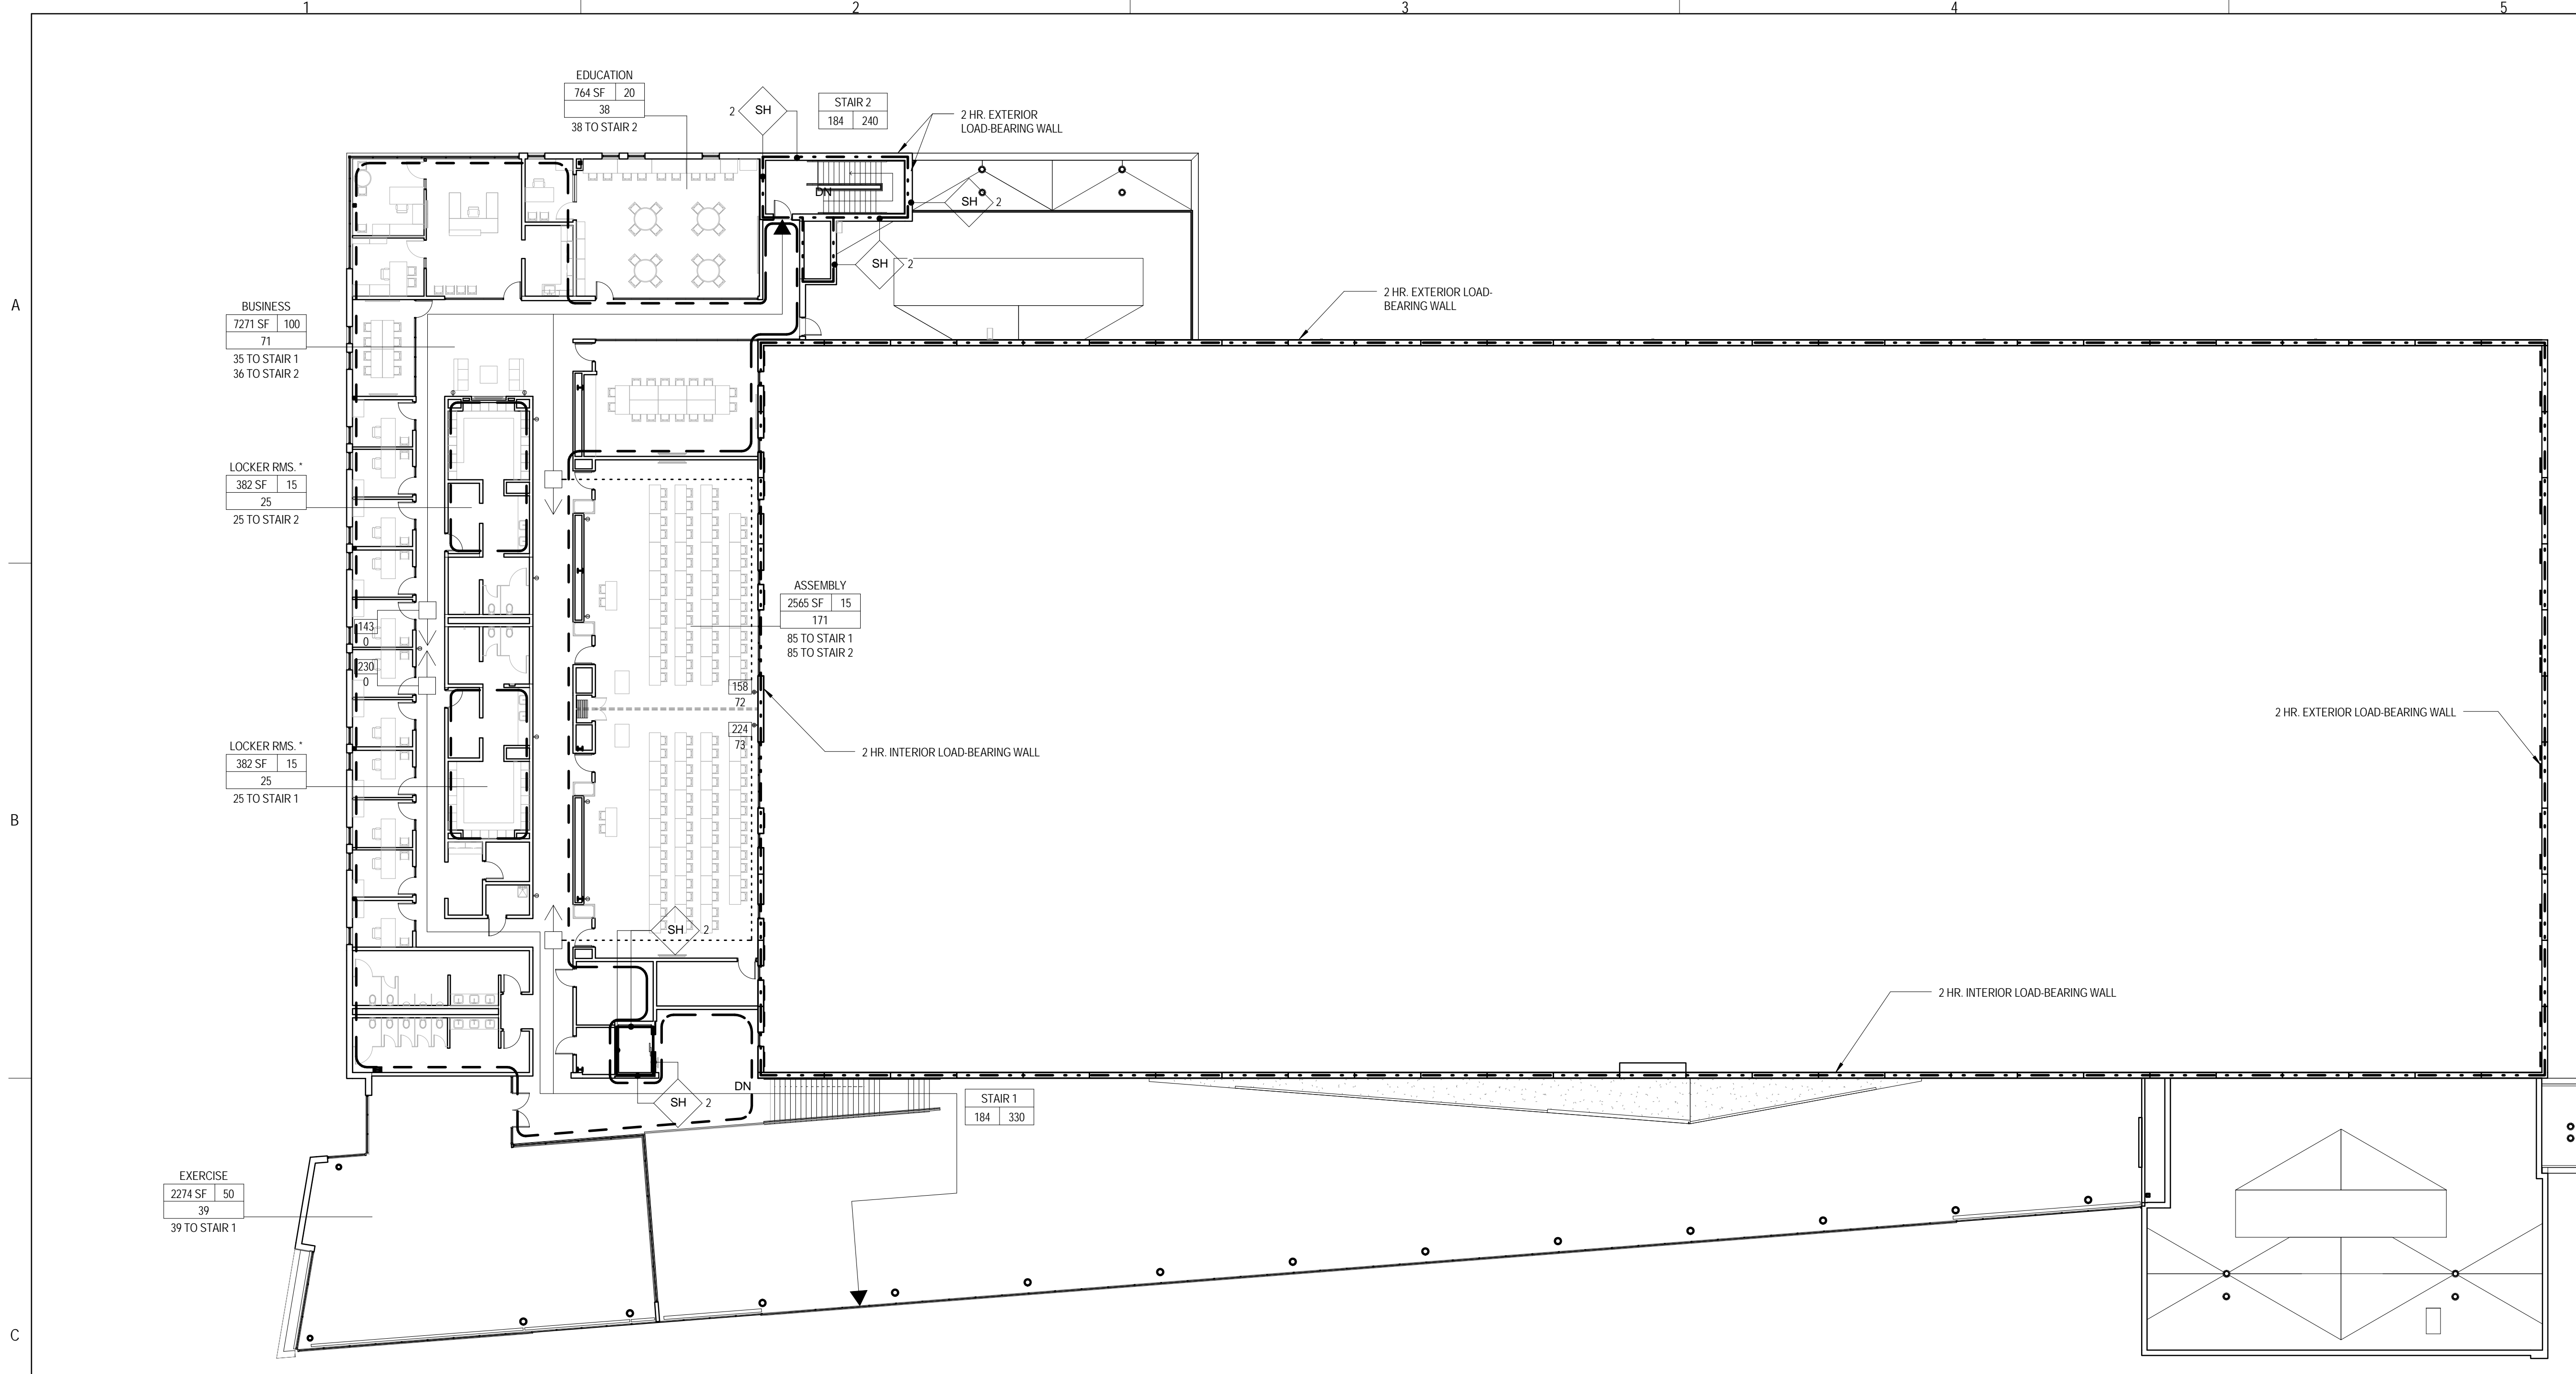 1
2
3
4
5
EDUCATION
764 SF 20
38
38 TO STAIR 2
2 SH
STAIR 2
184 240
2 HR. EXTERIOR
LOAD-BEARING WALL
DN
SH 2
SH 2
A
BUSINESS
7271 SF 100
71
35 TO STAIR 1
36 TO STAIR 2
2 HR. EXTERIOR LOAD-
BEARING WALL
LOCKER RMS. *
382 SF 15
25
25 TO STAIR 2
ASSEMBLY
2565 SF 15
171
85 TO STAIR 1
85 TO STAIR 2
143
0
230
0
158
72
224
73
2 HR. EXTERIOR LOAD-BEARING WALL
2 HR. INTERIOR LOAD-BEARING WALL
LOCKER RMS. *
382 SF 15
25
25 TO STAIR 1
B
SH 2
2 HR. INTERIOR LOAD-BEARING WALL
DN
SH 2
STAIR 1
184 330
EXERCISE
2274 SF 50
39
39 TO STAIR 1
C